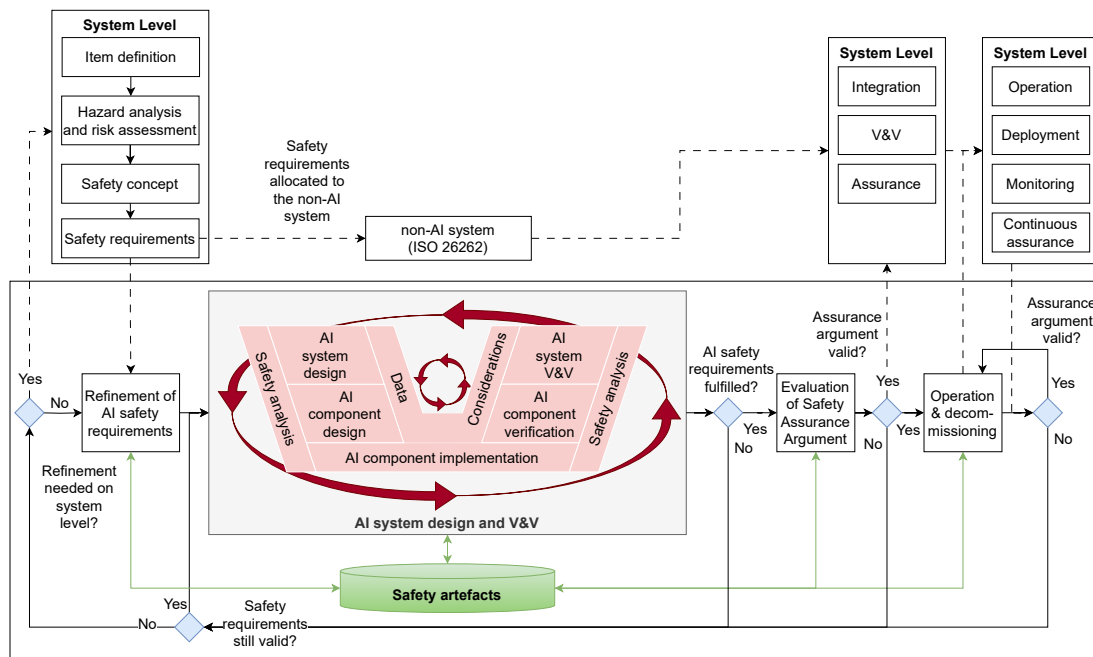 System Level
Item definition
Hazard analysis
and risk assessment
Safety concept
Safety requirements
Safety
requirements
allocated to
the non-AI
system
non-AI system
(ISO 26262)
System Level
Integration
V&V
Assurance
System Level
Operation
Deployment
Monitoring
Continuous
assurance
Yes
No
Refinement of
AI safety
requirements
Refinement
needed on
system
level?
Safety analysis
AI
system
design
AI
component
design
Data
Considerations
AI
system
V&V
AI
component
verification
Safety analysis
AI component implementation
AI system design and V&V
AI safety
requirements
fulfilled?
Yes
No
Evaluation
of Safety
Assurance
Argument
Assurance
argument
valid?
Yes
Yes
No
Operation
& decom-
missioning
Assurance
argument
valid?
Yes
No
Safety artefacts
Yes
No
Safety
requirements
still valid?